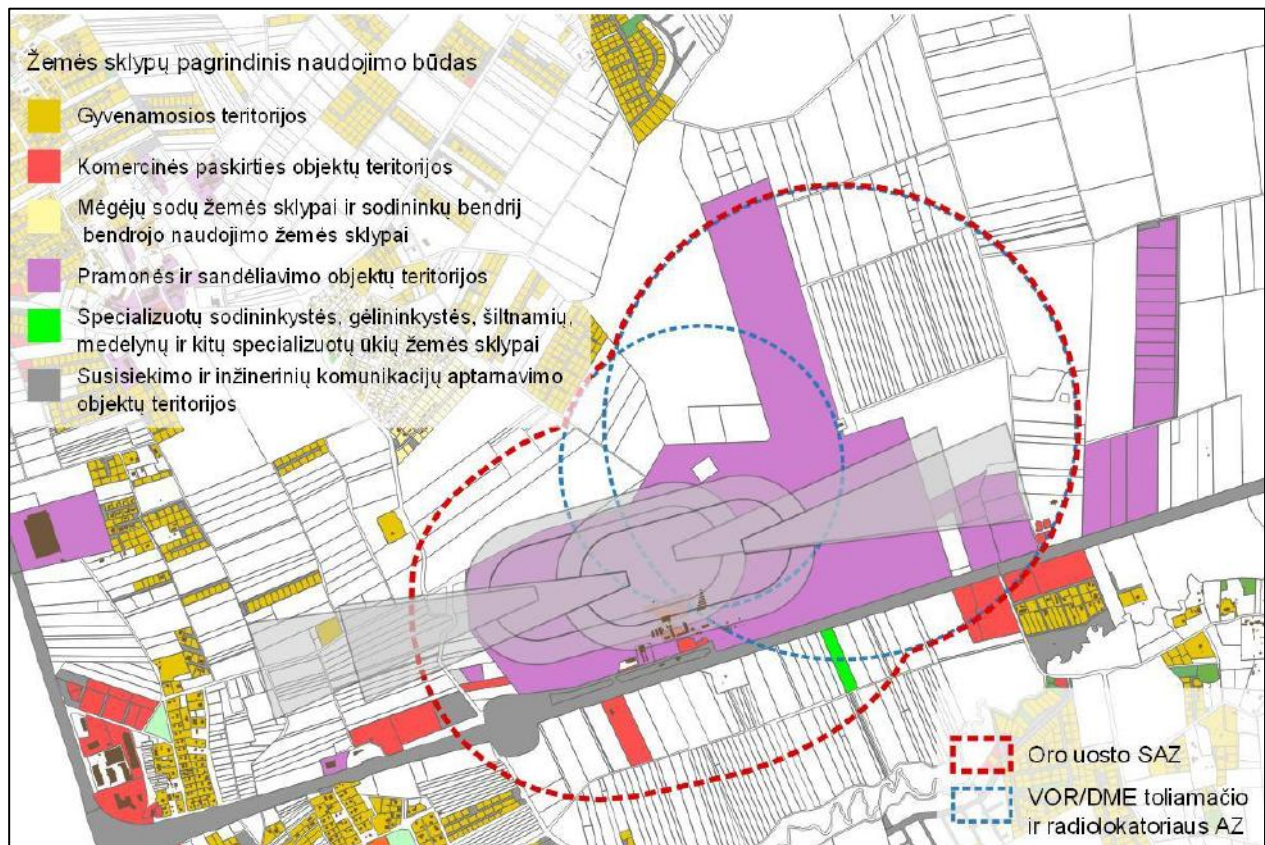 Žemės sklypų pagrindinis naudojimo būdas
Gyvenamosios teritorijos
Komercinės paskirties objektų teritorijos
Mėgėjų sodų žemės sklypai ir sodininkų bendrij
bendrojo naudojimo žemės sklypai
Pramonės ir sandėliavimo objektų teritorijos
Specializuotų sodininkystės, gėlininkystės, šiltnamių,
medelynų ir kitų specializuotų ūkių žemės sklypai
Susisiekimo ir inžinerinių komunikacijų aptarnavimo
objektų teritorijos
Oro uosto SAZ
VOR/DME toliamačio
ir radiolokatoriaus AZ